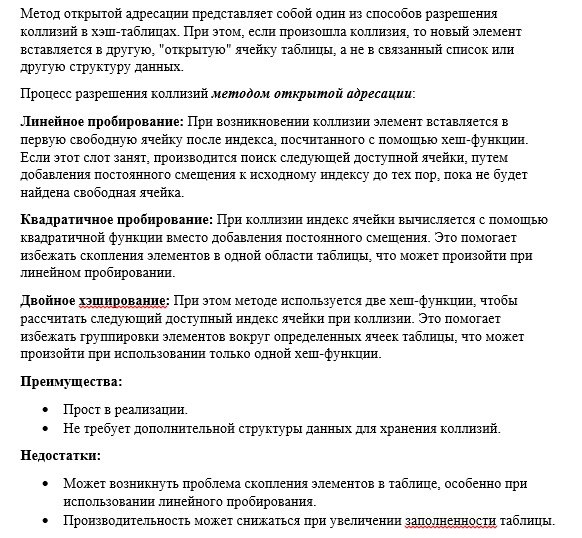 Метод открытой адресации представляет собой один из способов разрешения
коллизий в хэш-таблицах. При этом, если произошла коллизия, то новый элемент
вставляется в другую, "открытую" ячейку таблицы, а не в связанный список или
другую структуру данных.
Процесс разрешения коллизий методом открытой адресации:
Линейное пробирование: При возникновении коллизии элемент вставляется в
первую свободную ячейку после индекса, посчитанного с помощью хеш-функции.
Если этот слот занят, производится поиск следующей доступной ячейки, путем
добавления постоянного смещения к исходному индексу до тех пор, пока не будет
найдена свободная ячейка.
Квадратичное пробирование: При коллизии индекс ячейки вычисляется с помощью
квадратичной функции вместо добавления постоянного смещения. Это помогает
избежать скопления элементов в одной области таблицы, что может произойти при
линейном пробировании.
Двойное хэширование: При этом методе используется две хеш-функции, чтобы
рассчитать следующий доступный индекс ячейки при коллизии. Это помогает
избежать группировки элементов вокруг определенных ячеек таблицы, что может
произойти при использовании только одной хеш-функции.
Преимущества:
• Прост в реализации.
• Не требует дополнительной структуры данных для хранения коллизий.
Недостатки:
• Может возникнуть проблема скопления элементов в таблице, особенно при
использовании линейного пробирования.
• Производительность может снижаться при увеличении заполненности таблицы.